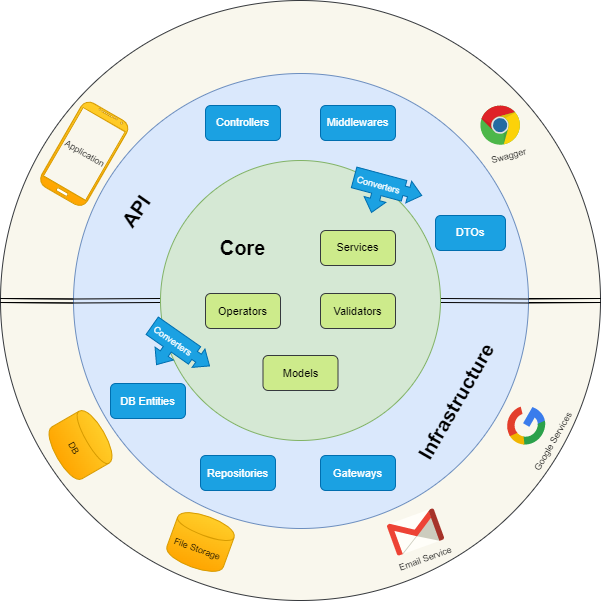 Controllers
Middlewares
Application
Swagger
API
Converters
DTOs
Core
Services
Operators
Validators
Converters
Models
Infrastructure
DB Entities
DB
Google Services
Repositories
Gateways
File Storage
Email Service